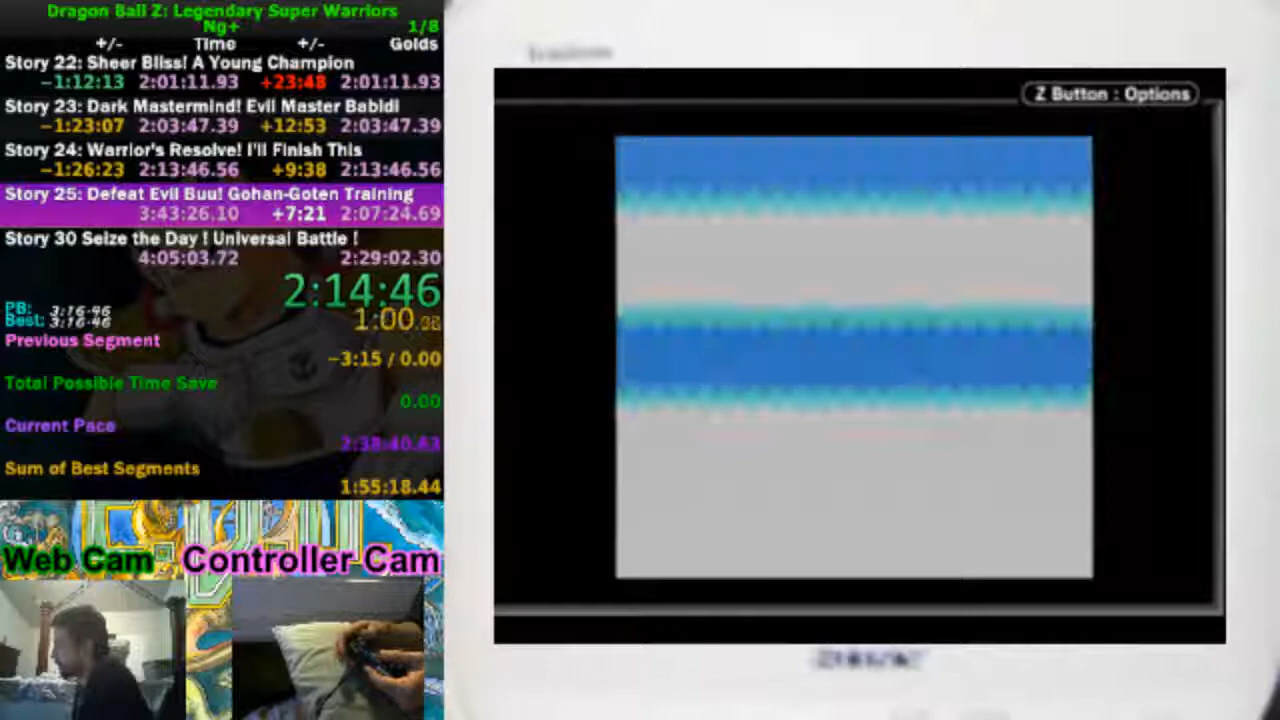 Dragon Ball Z: Legendary Super Warriors
Ng+ 1/8
+/- Time +/- Golds
Story 22: Sheer Bliss! A Young Champion
-1:12:13 2:01:11.93 +23:48 2:01:11.93
Story 23: Dark Mastermind! Evil Master Babidi
-1:23:07 2:03:47.39 +12:53 2:03:47.39
Story 24: Warrior's Resolve! I'll Finish This
-1:26:23 2:13:46.56 +9:38 2:13:46.56
Story 25: Defeat Evil Buu! Gohan-Goten Training
3:43:26.10 +7:21 2:07:24.69
Story 30 Seize the Day ! Universal Battle !
4:05:03.72 2:29:02.30
2:14:46
PB: 3:16:46
Best: 3:16:46
1:00.98
Previous Segment
-3:15 / 0.00
Total Possible Time Save
0.00
Current Pace
2:38:40.63
Sum of Best Segments
1:55:18.44
Web Cam Controller Cam
Z Button : Options